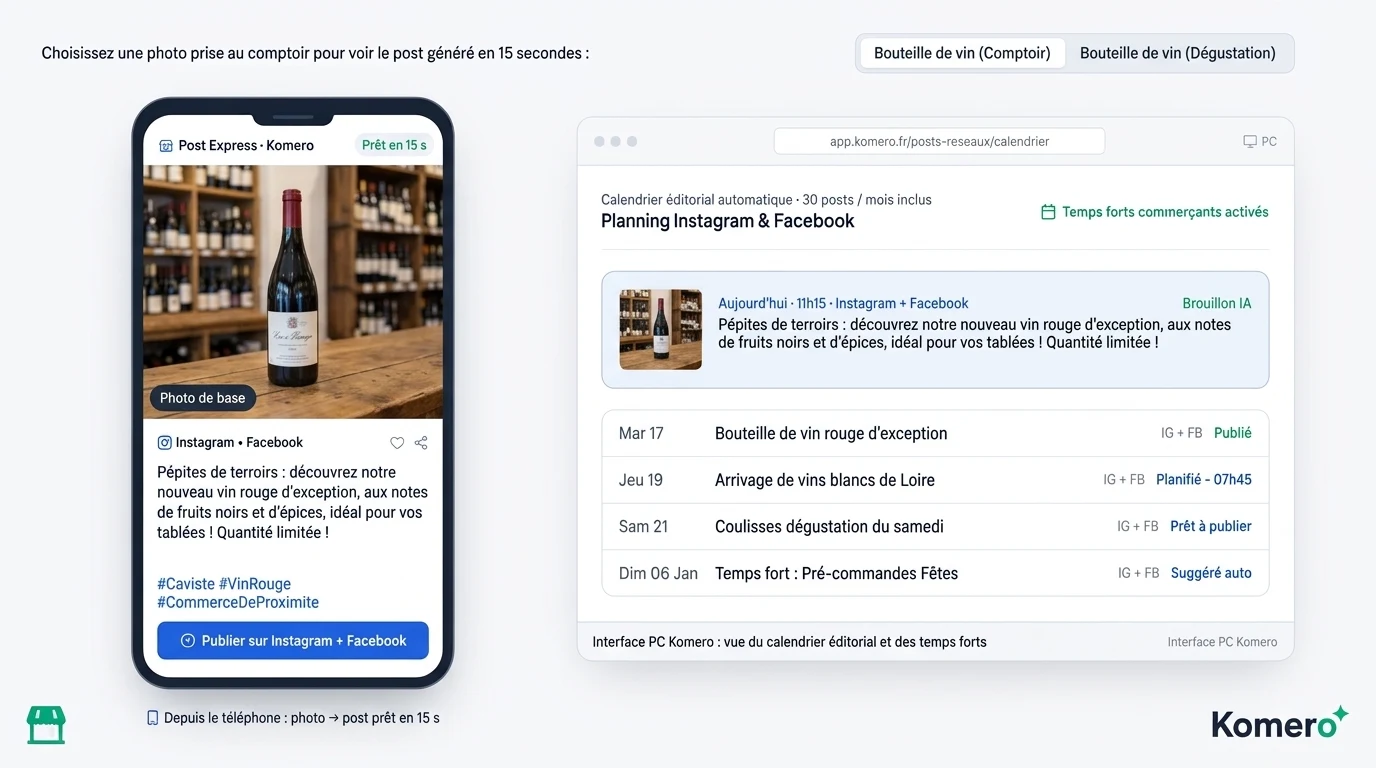 Choisissez une photo prise au comptoir pour voir le post généré en 15 secondes :
Bouteille de vin (Comptoir)
Bouteille de vin (Dégustation)
Post Express · Komero
Prêt en 15 s
Photo de base
Instagram • Facebook
Pépites de terroirs : découvrez notre
nouveau vin rouge d'exception, aux notes
de fruits noirs et d'épices, idéal pour vos
tablées ! Quantité limitée !
#Caviste #VinRouge
#CommerceDeProximite
Publier sur Instagram + Facebook
Depuis le téléphone : photo → post prêt en 15 s
app.komero.fr/posts-reseaux/calendrier
PC
Calendrier éditorial automatique · 30 posts / mois inclus
Planning Instagram & Facebook
Temps forts commerçants activés
Aujourd'hui · 11h15 · Instagram + Facebook
Brouillon IA
Pépites de terroirs : découvrez notre nouveau vin rouge d'exception, aux notes
de fruits noirs et d'épices, idéal pour vos tablées ! Quantité limitée !
Mar 17 Bouteille de vin rouge d'exception IG + FB Publié
Jeu 19 Arrivage de vins blancs de Loire IG + FB Planifié - 07h45
Sam 21 Coulisses dégustation du samedi IG + FB Prêt à publier
Dim 06 Jan Temps fort : Pré-commandes Fêtes IG + FB Suggéré auto
Interface PC Komero : vue du calendrier éditorial et des temps forts
Interface PC Komero
Komero